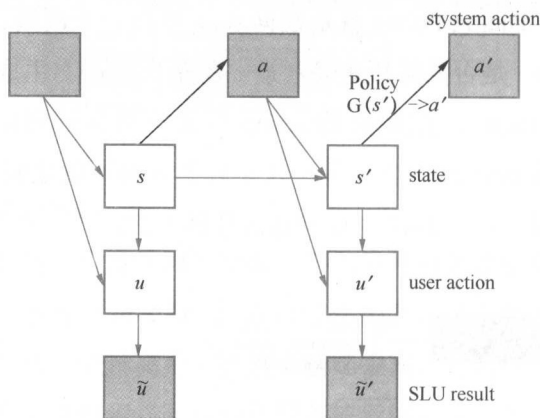 stystem action
a
a′
Policy
G(s′) –>a′
s
s′
state
u
u′
user action
ũ
ũ′
SLU result